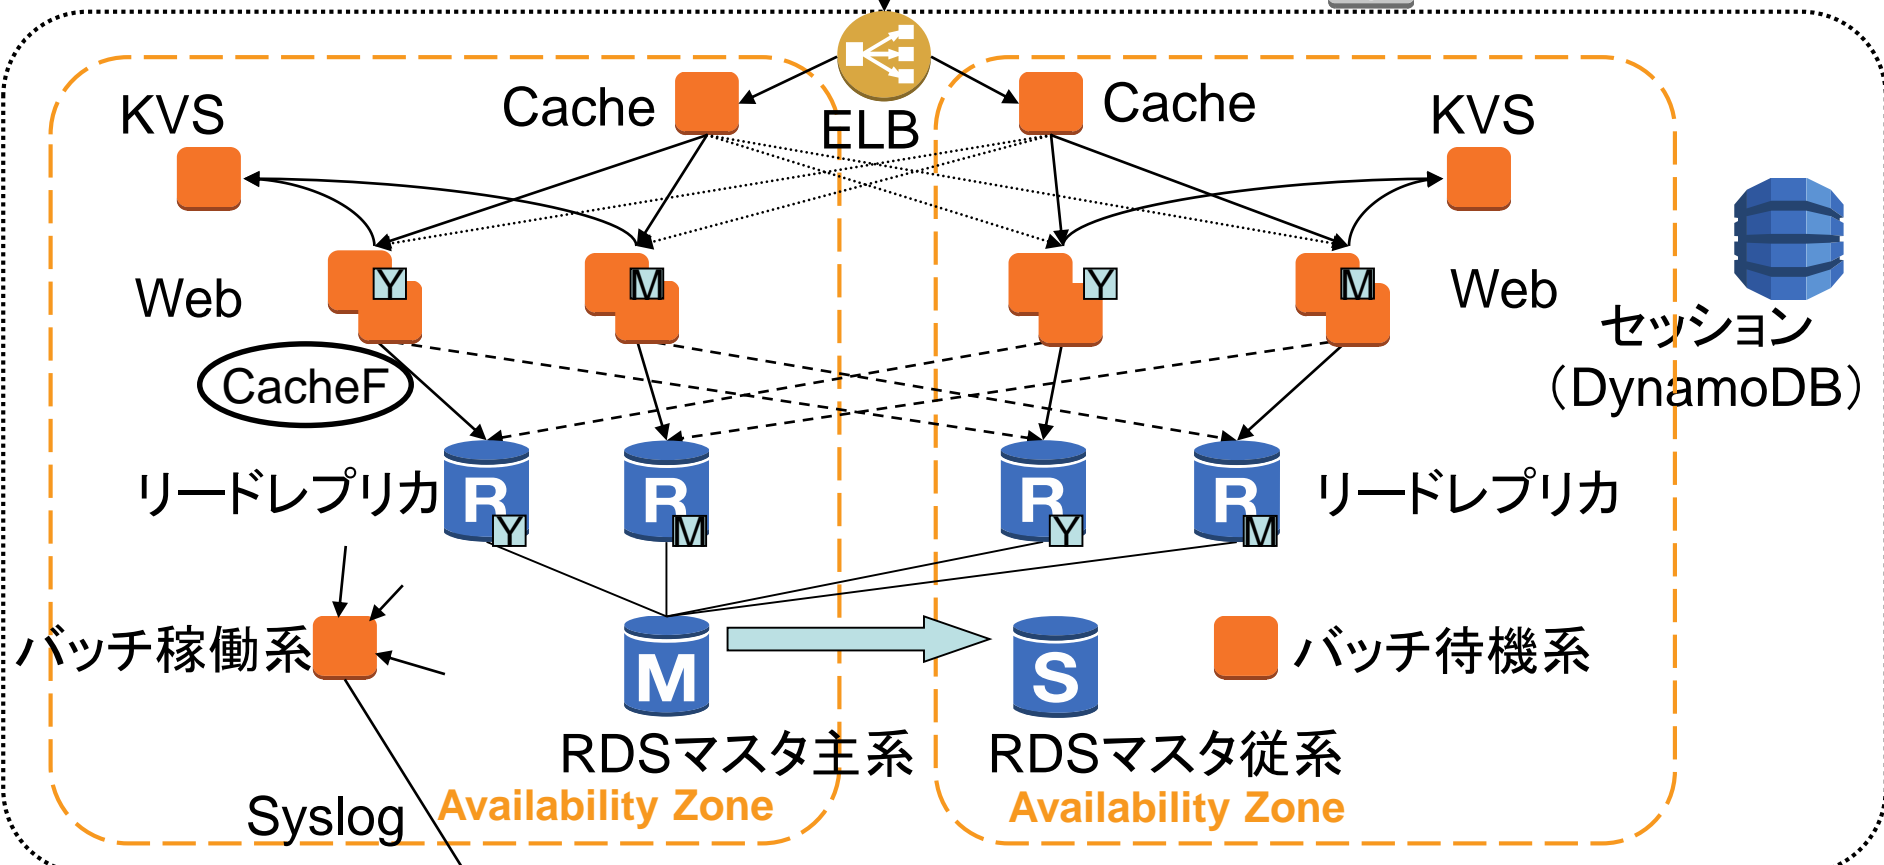 ELB
Cache
Cache
KVS
KVS
Web
Y
M
Y
M
Web
セッション
（DynamoDB）
CacheF
リードレプリカ
R
Y
R
M
R
Y
R
M
リードレプリカ
バッチ稼働系
M
S
バッチ待機系
RDSマスタ主系
RDSマスタ従系
Syslog
Availability Zone
Availability Zone